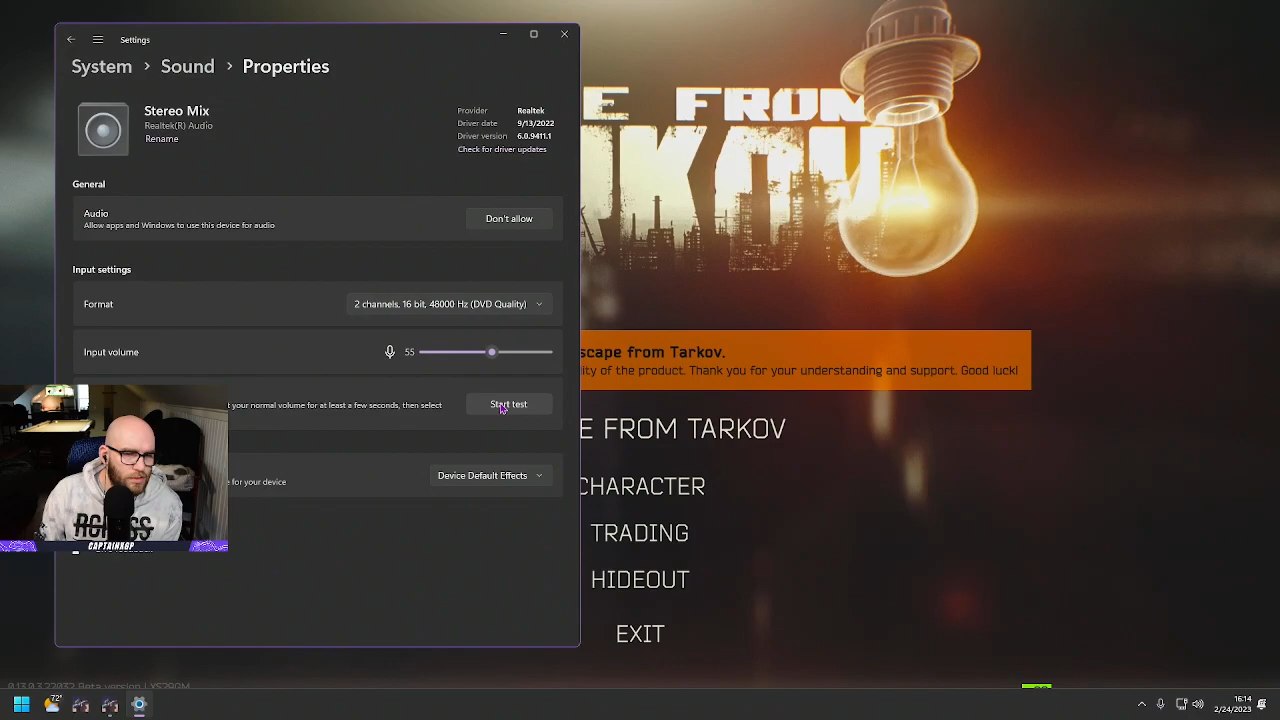 Settings
System > Sound > Properties
Stereo Mix
Realtek(R) Audio
Rename
Provider Realtek
Driver date 9/13/2022
Driver version 6.0.9411.1
Check for driver updates
General
Audio
apps and Windows to use this device for audio
Don't allow
Input settings
Format
2 channels, 16 bit, 48000 Hz (DVD Quality)
Input volume
55
your normal volume for at least a few seconds, then select
Start test
for your device
Device Default Effects
E FROM
scape from Tarkov.
lity of the product. Thank you for your understanding and support. Good luck!
E FROM TARKOV
CHARACTER
TRADING
HIDEOUT
EXIT
CAPTAINKOP
72°
16:14
2/24/2023